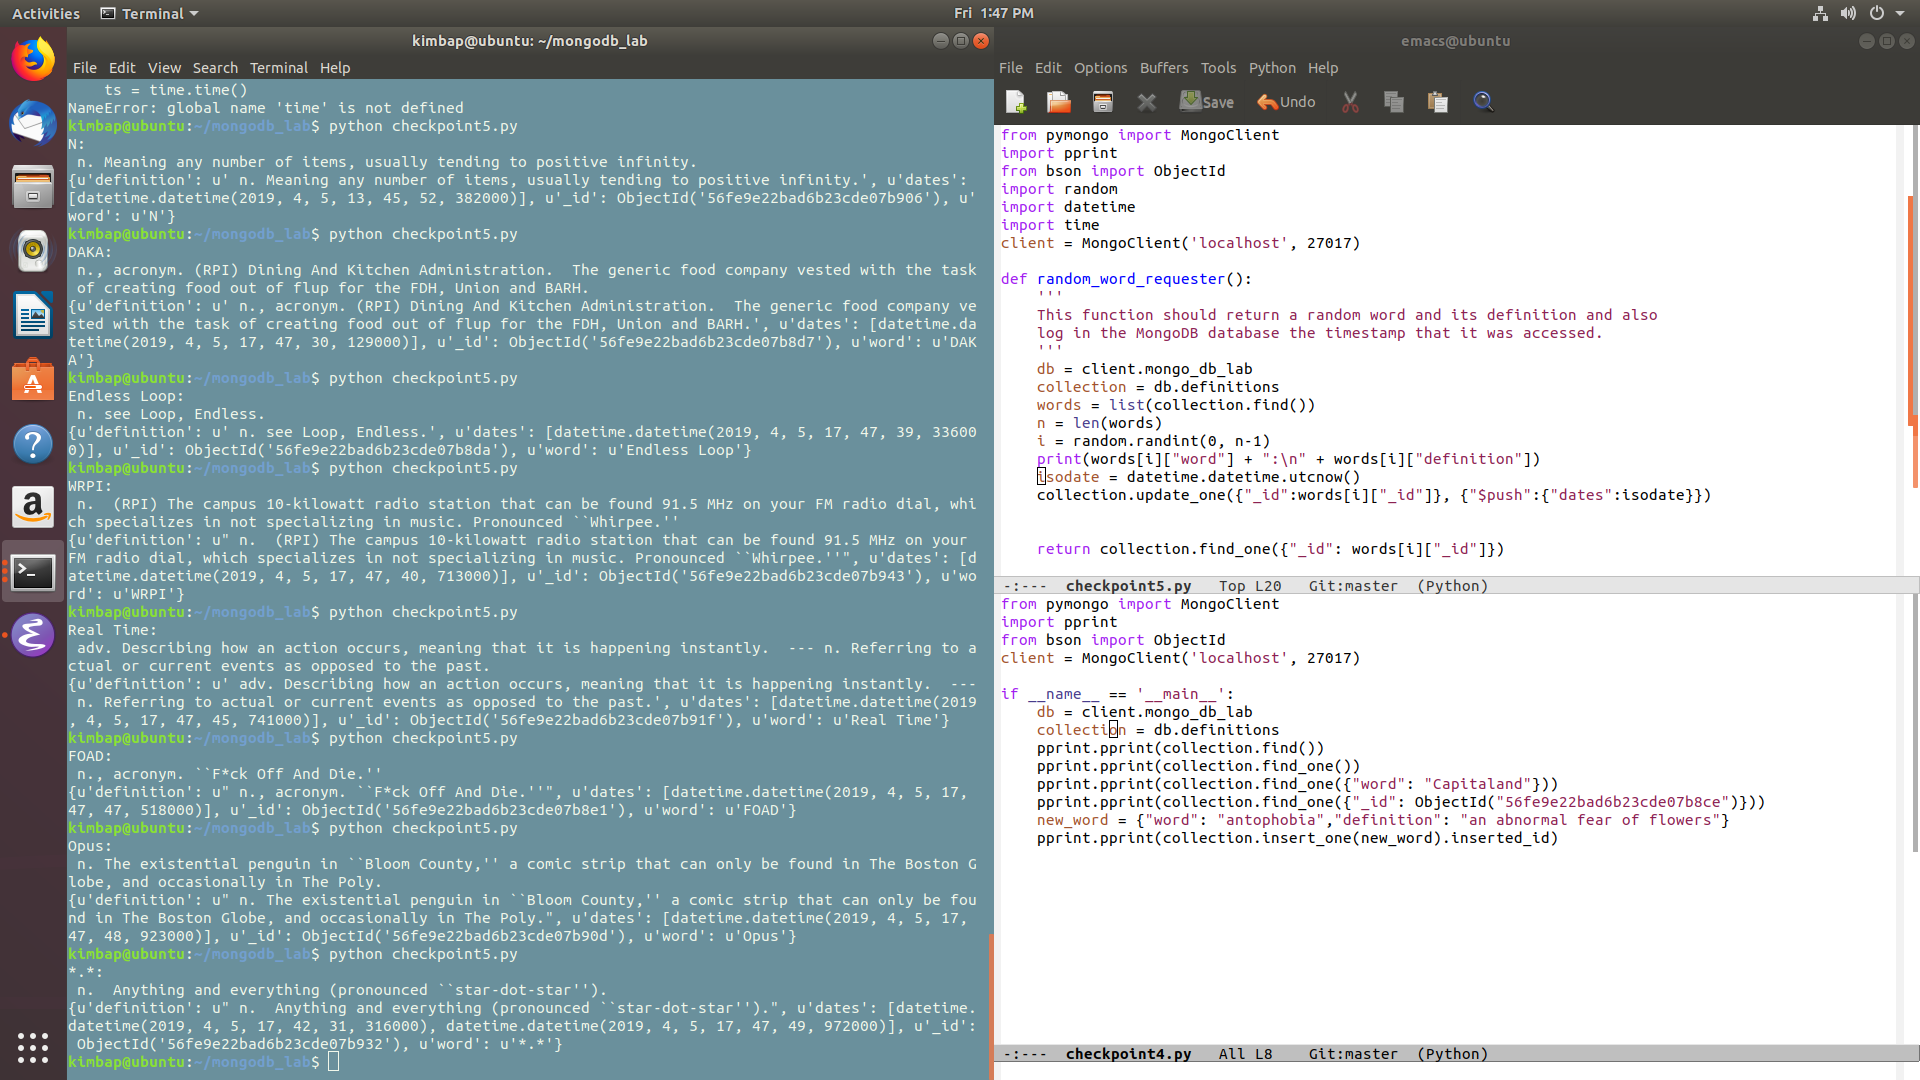 Activities
Terminal
Fri 1:47 PM
kimbap@ubuntu: ~/mongodb_lab
File Edit View Search Terminal Help
    ts = time.time()
NameError: global name 'time' is not defined
kimbap@ubuntu:~/mongodb_lab$ python checkpoint5.py
N:
 n. Meaning any number of items, usually tending to positive infinity.
{u'definition': u' n. Meaning any number of items, usually tending to positive infinity.', u'dates':
[datetime.datetime(2019, 4, 5, 13, 45, 52, 382000)], u'_id': ObjectId('56fe9e22bad6b23cde07b906'), u'
word': u'N'}
kimbap@ubuntu:~/mongodb_lab$ python checkpoint5.py
DAKA:
 n., acronym. (RPI) Dining And Kitchen Administration.  The generic food company vested with the task
 of creating food out of flup for the FDH, Union and BARH.
{u'definition': u' n., acronym. (RPI) Dining And Kitchen Administration.  The generic food company ve
sted with the task of creating food out of flup for the FDH, Union and BARH.', u'dates': [datetime.da
tetime(2019, 4, 5, 17, 47, 30, 129000)], u'_id': ObjectId('56fe9e22bad6b23cde07b8d7'), u'word': u'DAK
A'}
kimbap@ubuntu:~/mongodb_lab$ python checkpoint5.py
Endless Loop:
 n. see Loop, Endless.
{u'definition': u' n. see Loop, Endless.', u'dates': [datetime.datetime(2019, 4, 5, 17, 47, 39, 33600
0)], u'_id': ObjectId('56fe9e22bad6b23cde07b8da'), u'word': u'Endless Loop'}
kimbap@ubuntu:~/mongodb_lab$ python checkpoint5.py
WRPI:
 n.  (RPI) The campus 10-kilowatt radio station that can be found 91.5 MHz on your FM radio dial, whi
ch specializes in not specializing in music. Pronounced ``Whirpee.''
{u'definition': u" n.  (RPI) The campus 10-kilowatt radio station that can be found 91.5 MHz on your
FM radio dial, which specializes in not specializing in music. Pronounced ``Whirpee.''", u'dates': [d
atetime.datetime(2019, 4, 5, 17, 47, 40, 713000)], u'_id': ObjectId('56fe9e22bad6b23cde07b943'), u'wo
rd': u'WRPI'}
kimbap@ubuntu:~/mongodb_lab$ python checkpoint5.py
Real Time:
 adv. Describing how an action occurs, meaning that it is happening instantly.  --- n. Referring to a
ctual or current events as opposed to the past.
{u'definition': u' adv. Describing how an action occurs, meaning that it is happening instantly.  ---
 n. Referring to actual or current events as opposed to the past.', u'dates': [datetime.datetime(2019
, 4, 5, 17, 47, 45, 741000)], u'_id': ObjectId('56fe9e22bad6b23cde07b91f'), u'word': u'Real Time'}
kimbap@ubuntu:~/mongodb_lab$ python checkpoint5.py
FOAD:
 n., acronym. ``F*ck Off And Die.''
{u'definition': u" n., acronym. ``F*ck Off And Die.''", u'dates': [datetime.datetime(2019, 4, 5, 17,
47, 47, 518000)], u'_id': ObjectId('56fe9e22bad6b23cde07b8e1'), u'word': u'FOAD'}
kimbap@ubuntu:~/mongodb_lab$ python checkpoint5.py
Opus:
 n. The existential penguin in ``Bloom County,'' a comic strip that can only be found in The Boston G
lobe, and occasionally in The Poly.
{u'definition': u" n. The existential penguin in ``Bloom County,'' a comic strip that can only be fou
nd in The Boston Globe, and occasionally in The Poly.", u'dates': [datetime.datetime(2019, 4, 5, 17,
47, 48, 923000)], u'_id': ObjectId('56fe9e22bad6b23cde07b90d'), u'word': u'Opus'}
kimbap@ubuntu:~/mongodb_lab$ python checkpoint5.py
*.*:
 n.  Anything and everything (pronounced ``star-dot-star'').
{u'definition': u" n.  Anything and everything (pronounced ``star-dot-star'').", u'dates': [datetime.
datetime(2019, 4, 5, 17, 42, 31, 316000), datetime.datetime(2019, 4, 5, 17, 47, 49, 972000)], u'_id':
 ObjectId('56fe9e22bad6b23cde07b932'), u'word': u'*.*'}
kimbap@ubuntu:~/mongodb_lab$
emacs@ubuntu
File Edit Options Buffers Tools Python Help
Save Undo
from pymongo import MongoClient
import pprint
from bson import ObjectId
import random
import datetime
import time
client = MongoClient('localhost', 27017)
def random_word_requester():
    '''
    This function should return a random word and its definition and also
    log in the MongoDB database the timestamp that it was accessed.
    '''
    db = client.mongo_db_lab
    collection = db.definitions
    words = list(collection.find())
    n = len(words)
    i = random.randint(0, n-1)
    print(words[i]["word"] + ":\n" + words[i]["definition"])
    isodate = datetime.datetime.utcnow()
    collection.update_one({"_id":words[i]["_id"]}, {"$push":{"dates":isodate}})
    return collection.find_one({"_id": words[i]["_id"]})
-:---  checkpoint5.py   Top L20   Git:master  (Python)
from pymongo import MongoClient
import pprint
from bson import ObjectId
client = MongoClient('localhost', 27017)
if __name__ == '__main__':
    db = client.mongo_db_lab
    collection = db.definitions
    pprint.pprint(collection.find())
    pprint.pprint(collection.find_one())
    pprint.pprint(collection.find_one({"word": "Capitaland"}))
    pprint.pprint(collection.find_one({"_id": ObjectId("56fe9e22bad6b23cde07b8ce")}))
    new_word = {"word": "antophobia","definition": "an abnormal fear of flowers"}
    pprint.pprint(collection.insert_one(new_word).inserted_id)
-:---  checkpoint4.py   All L8    Git:master  (Python)